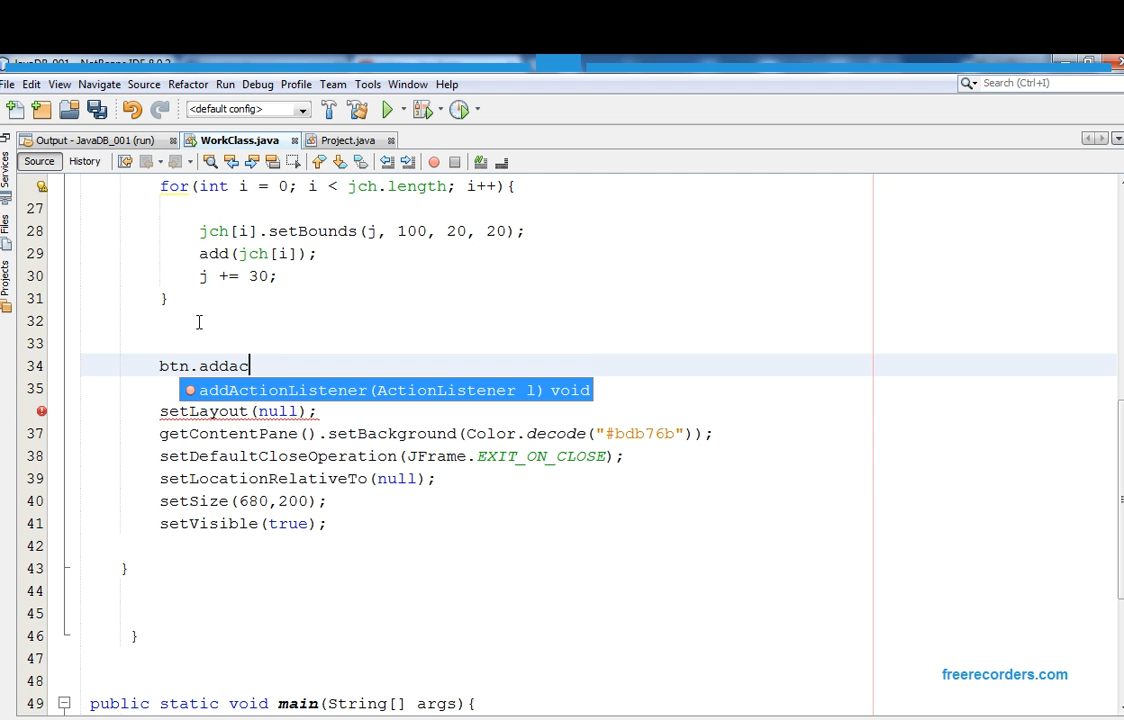 JavaDB_001 - NetBeans IDE 8.0.2
File Edit View Navigate Source Refactor Run Debug Profile Team Tools Window Help
Search (Ctrl+I)
<default config>
Output - JavaDB_001 (run) WorkClass.java Project.java
Source History
Services
Files
Projects
for(int i = 0; i < jch.length; i++){
27
28 jch[i].setBounds(j, 100, 20, 20);
29 add(jch[i]);
30 j += 30;
31 }
32
33
34 btn.addac
35 addActionListener(ActionListener l) void
setLayout(null);
37 getContentPane().setBackground(Color.decode("#bdb76b"));
38 setDefaultCloseOperation(JFrame.EXIT_ON_CLOSE);
39 setLocationRelativeTo(null);
40 setSize(680,200);
41 setVisible(true);
42
43 }
44
45
46 }
47
48
49 public static void main(String[] args){
freerecorders.com